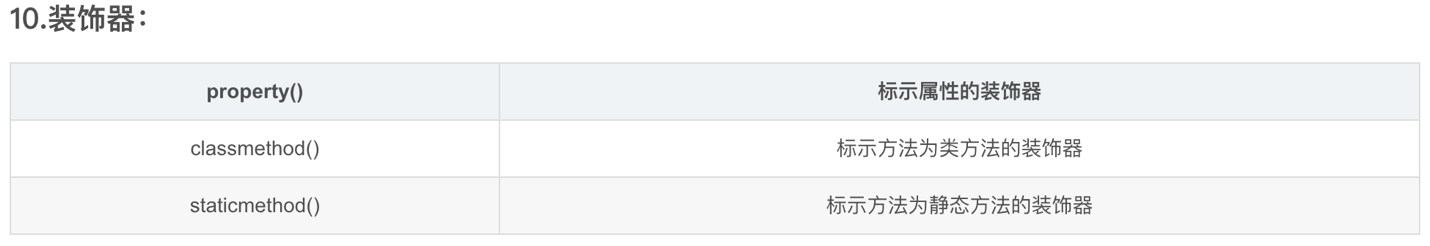 10.装饰器：
property() 标示属性的装饰器
classmethod() 标示方法为类方法的装饰器
staticmethod() 标示方法为静态方法的装饰器